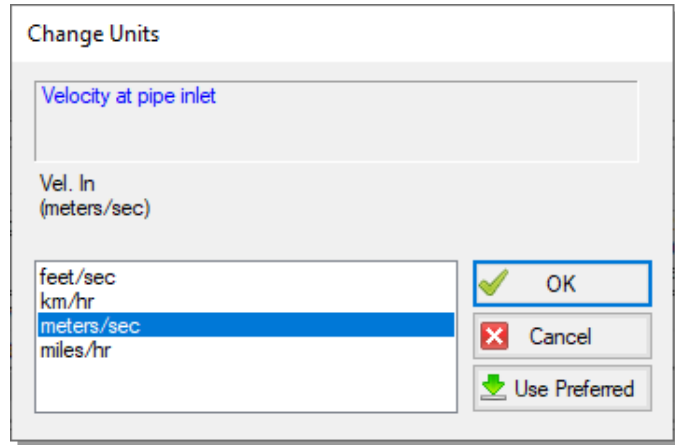 Change Units
Velocity at pipe inlet
Vel. In
(meters/sec)
feet/sec
km/hr
meters/sec
miles/hr
OK
Cancel
Use Preferred